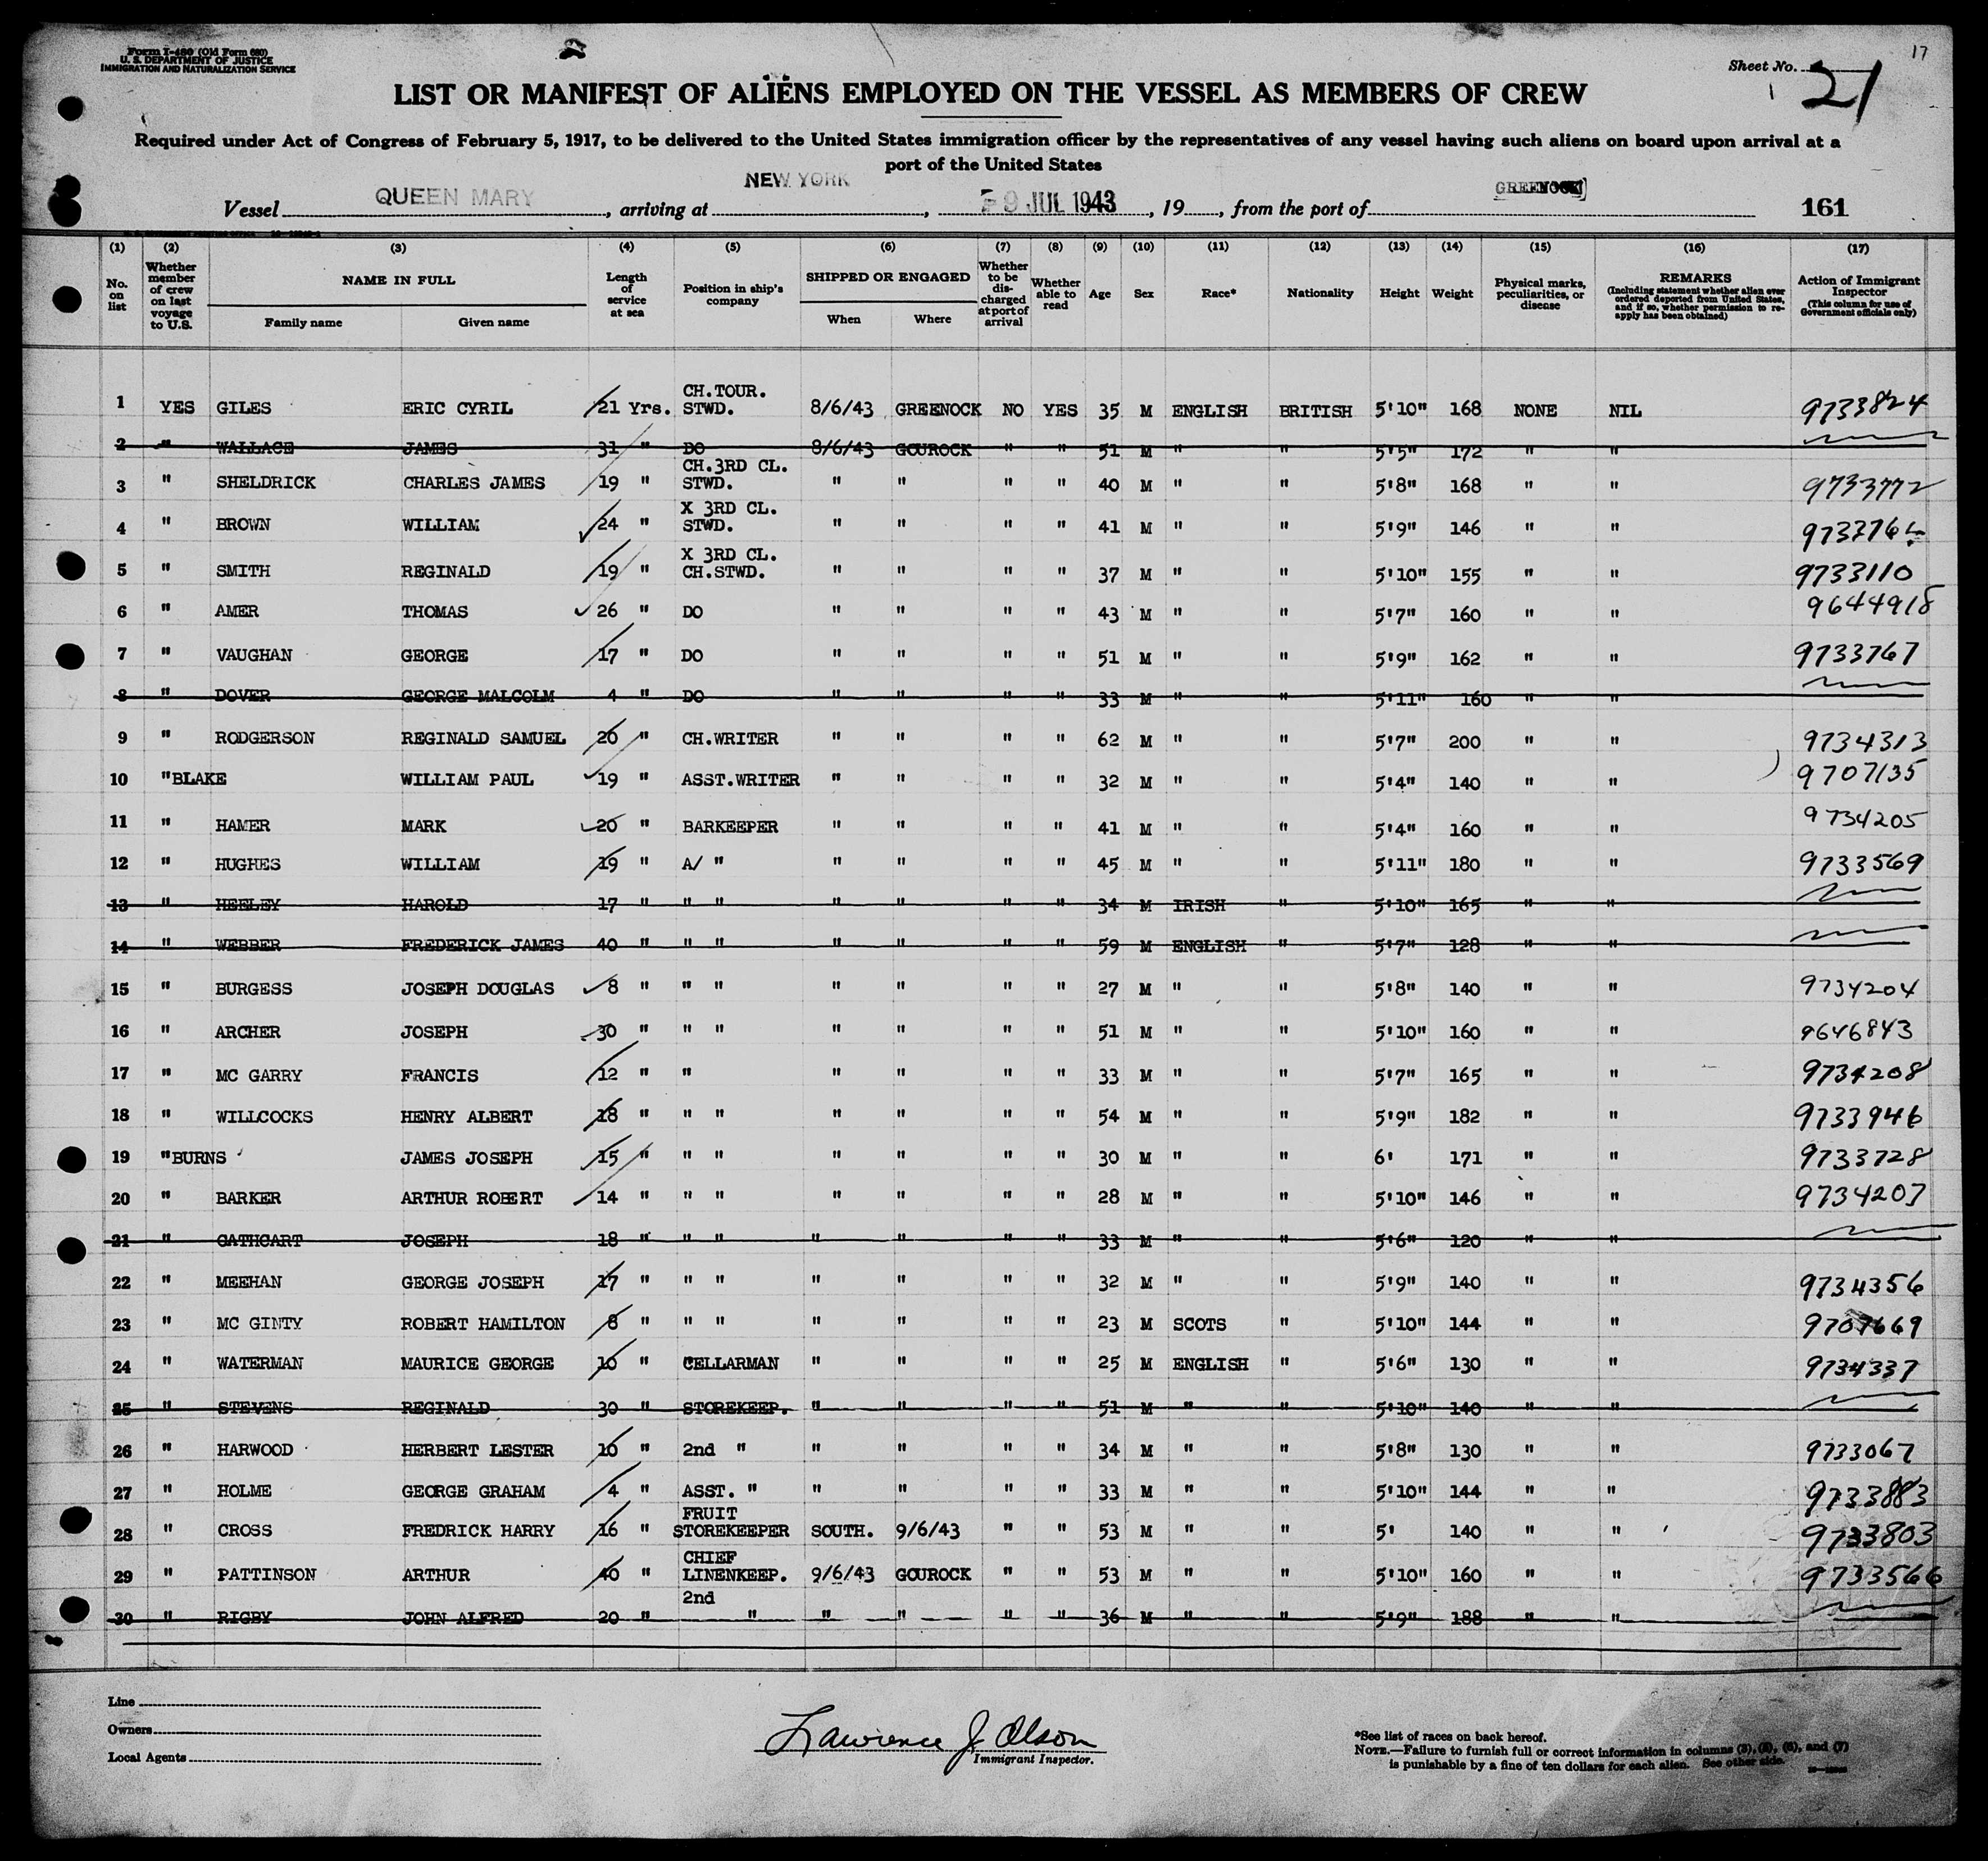 Form I-480 (Old Form 680)
U. S. DEPARTMENT OF JUSTICE
IMMIGRATION AND NATURALIZATION SERVICE
17
Sheet No. 21
LIST OR MANIFEST OF ALIENS EMPLOYED ON THE VESSEL AS MEMBERS OF CREW
Required under Act of Congress of February 5, 1917, to be delivered to the United States immigration officer by the representatives of any vessel having such aliens on board upon arrival at a
port of the United States
Vessel QUEEN MARY, arriving at NEW YORK, 9 JUL 1943, 19, from the port of GREENOCK 161
(1) (2) (3) (4) (5) (6) (7) (8) (9) (10) (11) (12) (13) (14) (15) (16) (17)
No. on list
Whether member of crew on last voyage to U.S.
NAME IN FULL
Family name Given name
Length of service at sea
Position in ship's company
SHIPPED OR ENGAGED
When Where
Whether to be discharged at port of arrival
Whether able to read
Age
Sex
Race*
Nationality
Height
Weight
Physical marks, peculiarities, or disease
REMARKS
(Including statement whether alien ever ordered deported from United States, and if so, whether permission to reapply has been obtained)
Action of Immigrant Inspector
(This column for use of Government officials only)
1 YES GILES ERIC CYRIL 21 Yrs. CH.TOUR. STWD. 8/6/43 GREENOCK NO YES 35 M ENGLISH BRITISH 5'10" 168 NONE NIL 9733824
2 " WALLACE JAMES 31 " DO 8/6/43 GOUROCK " " 51 M " " 5'5" 172 " "
3 " SHELDRICK CHARLES JAMES 19 " CH.3RD CL. STWD. " " " " 40 M " " 5'8" 168 " " 9733772
4 " BROWN WILLIAM 24 " X 3RD CL. STWD. " " " " 41 M " " 5'9" 146 " "
5 " SMITH REGINALD 19 " X 3RD CL. CH.STWD. " " " " 37 M " " 5'10" 155 " " 9733110
6 " AMER THOMAS 26 " DO " " " " 43 M " " 5'7" 160 " " 9644918
7 " VAUGHAN GEORGE 17 " DO " " " " 51 M " " 5'9" 162 " " 9733767
8 " DOVER GEORGE MALCOLM 4 " DO " " " " 33 M " " 5'11" 160 " "
9 " RODGERSON REGINALD SAMUEL 20 " CH.WRITER " " " " 62 M " " 5'7" 200 " " 9734313
10 "BLAKE WILLIAM PAUL 19 " ASST.WRITER " " " " 32 M " " 5'4" 140 " " 9707135
11 " HAMER MARK 20 " BARKEEPER " " " " 41 M " " 5'4" 160 " " 9734205
12 " HUGHES WILLIAM 19 " A/ " " " " " 45 M " " 5'11" 180 " " 9733569
13 " HEELEY HAROLD 17 " " " " " " " 34 M IRISH " 5'10" 165 " "
14 " WEBBER FREDERICK JAMES 40 " " " " " " " 59 M ENGLISH " 5'7" 128 " "
15 " BURGESS JOSEPH DOUGLAS 8 " " " " " " " 27 M " " 5'8" 140 " " 9734204
16 " ARCHER JOSEPH 30 " " " " " " " 51 M " " 5'10" 160 " " 9646843
17 " MC GARRY FRANCIS 12 " " " " " " 33 M " " 5'7" 165 " " 9734208
18 " WILLCOCKS HENRY ALBERT 18 " " " " " " " 54 M " " 5'9" 182 " " 9733946
19 "BURNS JAMES JOSEPH 15 " " " " " " " 30 M " " 6' 171 " " 9733728
20 " BARKER ARTHUR ROBERT 14 " " " " " " " 28 M " " 5'10" 146 " " 9734207
21 " CATHCART JOSEPH 18 " " " " " " " 33 M " " 5'6" 120 " "
22 " MEEHAN GEORGE JOSEPH 17 " " " " " " " 32 M " " 5'9" 140 " " 9734356
23 " MC GINTY ROBERT HAMILTON 8 " " " " " " " 23 M SCOTS " 5'10" 144 " "
24 " WATERMAN MAURICE GEORGE 10 " CELLARMAN " " " " 25 M ENGLISH " 5'6" 130 " " 9734337
25 " STEVENS REGINALD 30 " STOREKEEP. " " " " 51 M " " 5'10" 140 " "
26 " HARWOOD HERBERT LESTER 10 " 2nd " " " " " 34 M " " 5'8" 130 " " 9733067
27 " HOLME GEORGE GRAHAM 4 " ASST. " " " " " 33 M " " 5'10" 144 " " 9733883
28 " CROSS FREDRICK HARRY 16 " FRUIT STOREKEEPER SOUTH. 9/6/43 " " 53 M " " 5' 140 " " 9733803
29 " PATTINSON ARTHUR 40 " CHIEF LINENKEEP. 9/6/43 GOUROCK " " 53 M " " 5'10" 160 " " 9733566
30 " RIGBY JOHN ALFRED 20 " 2nd " " " " " 36 M " " 5'9" 188 " "
Line
Owners
Local Agents
Lawrence J. Olson
Immigrant Inspector.
*See list of races on back hereof.
NOTE.—Failure to furnish full or correct information in columns (3), (5), (6), and (7)
is punishable by a fine of ten dollars for each alien. See other side.